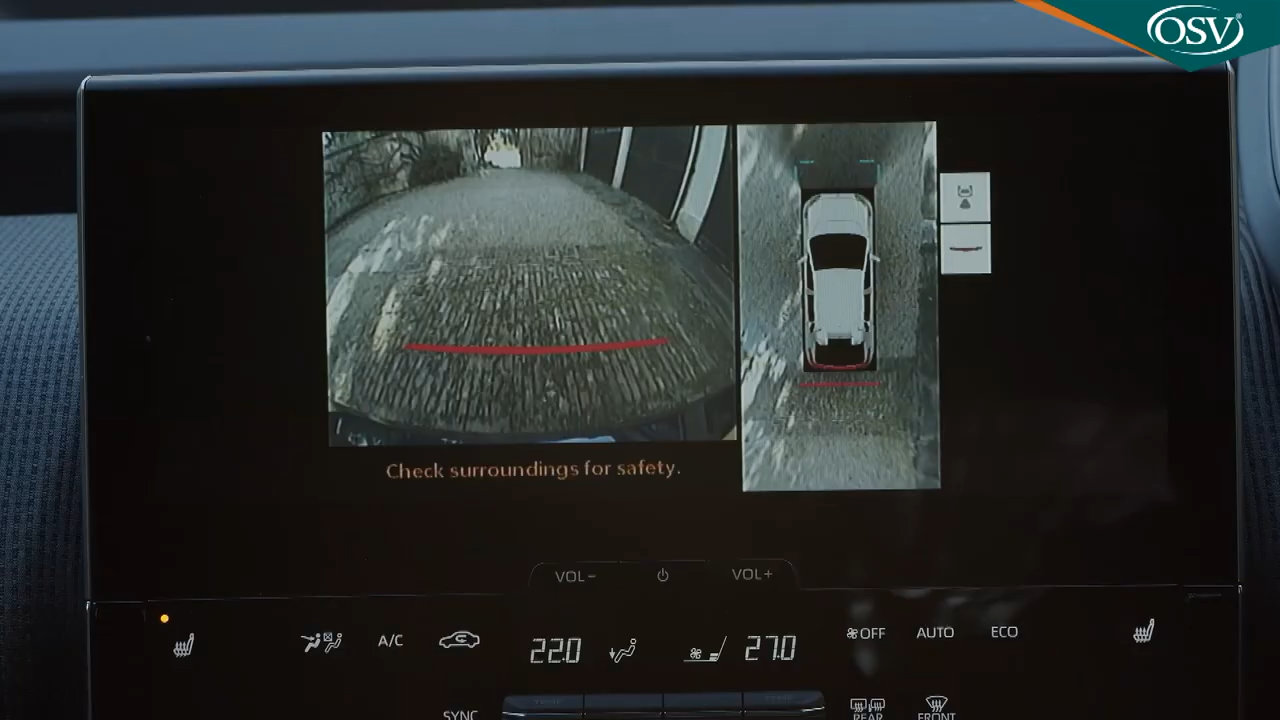 OSV
Check surroundings for safety.
VOL-
VOL+
A/C
22.0
27.0
OFF
AUTO
ECO
SYNC
REAR
FRONT